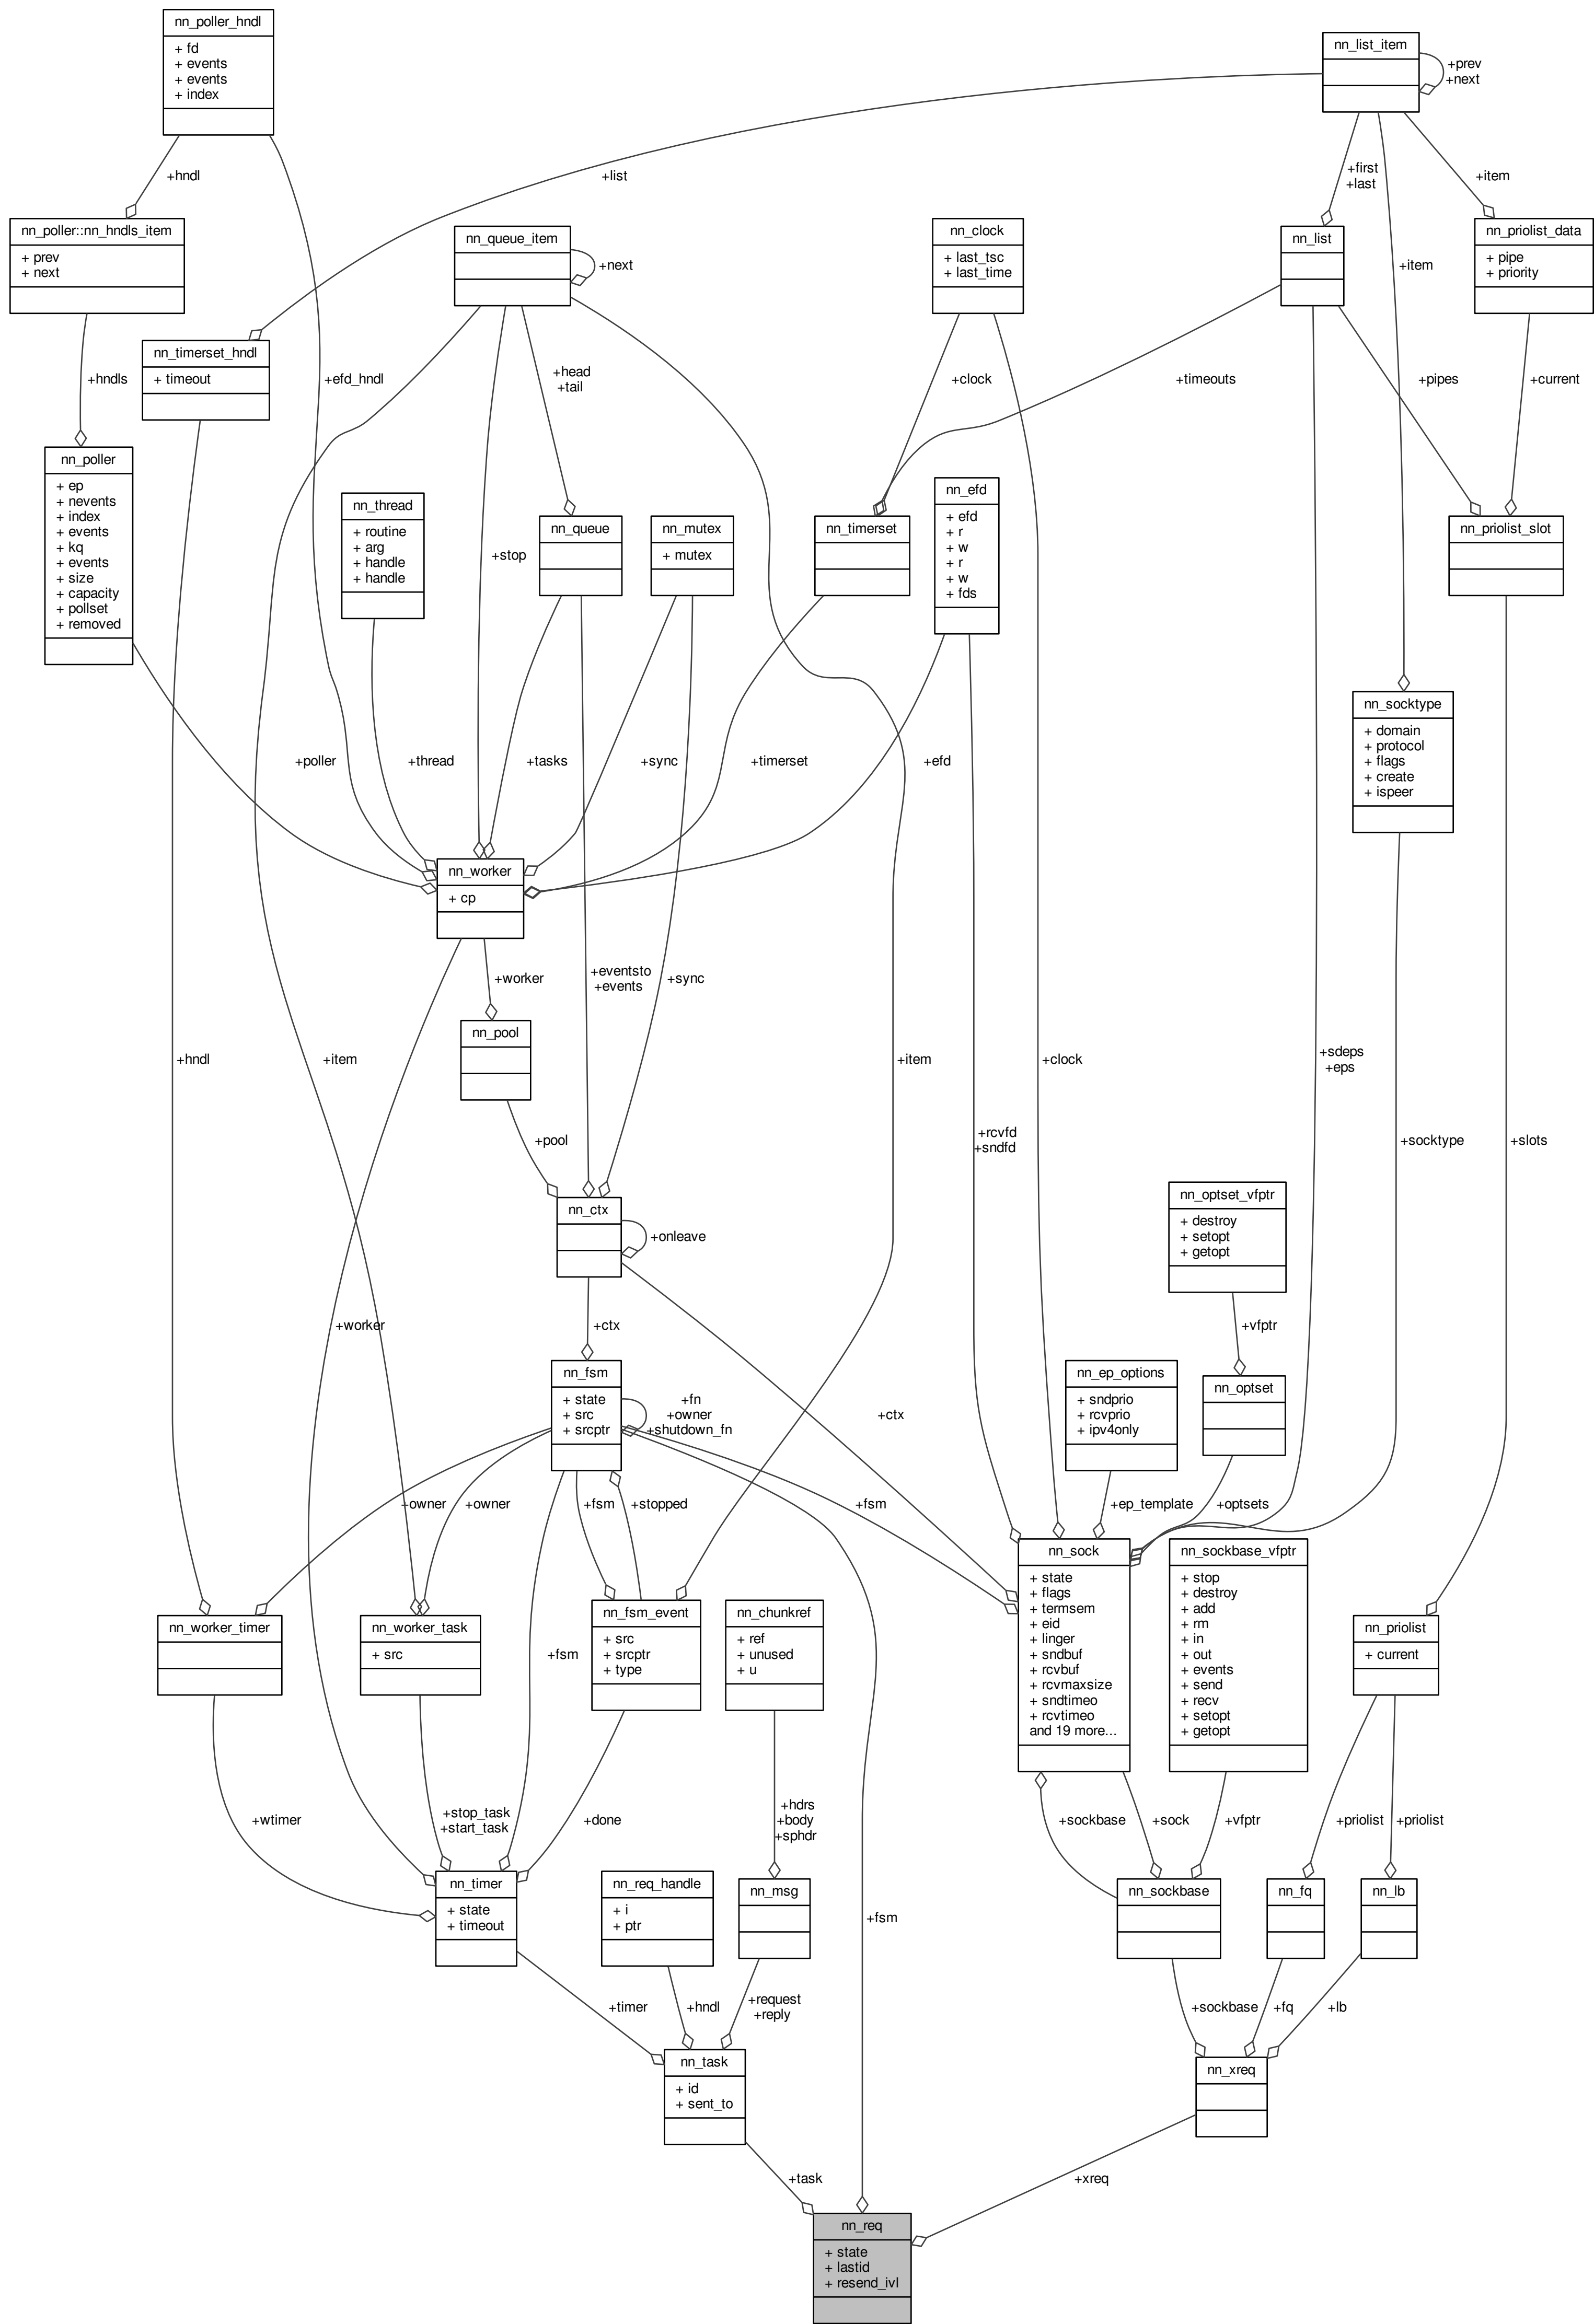 nn_poller_hndl
+ fd
+ events
+ events
+ index
nn_list_item
+prev
+next
+hndl
+list
+first
+last
+item
nn_poller::nn_hndls_item
+ prev
+ next
nn_queue_item
+next
nn_clock
+ last_tsc
+ last_time
nn_list
+item
nn_priolist_data
+ pipe
+ priority
nn_timerset_hndl
+ timeout
+hndls
+efd_hndl
+head
+tail
+clock
+timeouts
+pipes
+current
nn_poller
+ ep
+ nevents
+ index
+ events
+ kq
+ events
+ size
+ capacity
+ pollset
+ removed
nn_thread
+ routine
+ arg
+ handle
+ handle
+stop
nn_queue
nn_mutex
+ mutex
nn_timerset
nn_efd
+ efd
+ r
+ w
+ r
+ w
+ fds
nn_priolist_slot
nn_socktype
+ domain
+ protocol
+ flags
+ create
+ ispeer
+poller
+thread
+tasks
+sync
+timerset
+efd
nn_worker
+ cp
+worker
+eventsto
+events
+sync
nn_pool
+hndl
+item
+item
+clock
+sdeps
+eps
+pool
+rcvfd
+sndfd
+socktype
+slots
nn_ctx
+onleave
nn_optset_vfptr
+ destroy
+ setopt
+ getopt
+worker
+ctx
+vfptr
nn_fsm
+ state
+ src
+ srcptr
+fn
+owner
+shutdown_fn
+ctx
nn_ep_options
+ sndprio
+ rcvprio
+ ipv4only
nn_optset
+owner
+owner
+fsm
+stopped
+fsm
+ep_template
+optsets
nn_worker_timer
nn_worker_task
+ src
+fsm
nn_fsm_event
+ src
+ srcptr
+ type
nn_chunkref
+ ref
+ unused
+ u
nn_sock
+ state
+ flags
+ termsem
+ eid
+ linger
+ sndbuf
+ rcvbuf
+ rcvmaxsize
+ sndtimeo
+ rcvtimeo
and 19 more...
nn_sockbase_vfptr
+ stop
+ destroy
+ add
+ rm
+ in
+ out
+ events
+ send
+ recv
+ setopt
+ getopt
nn_priolist
+ current
+wtimer
+stop_task
+start_task
+done
+hdrs
+body
+sphdr
+sockbase
+sock
+vfptr
+priolist
+priolist
nn_timer
+ state
+ timeout
nn_req_handle
+ i
+ ptr
nn_msg
+fsm
nn_sockbase
nn_fq
nn_lb
+timer
+hndl
+request
+reply
+sockbase
+fq
+lb
nn_task
+ id
+ sent_to
nn_xreq
+task
+xreq
nn_req
+ state
+ lastid
+ resend_ivl